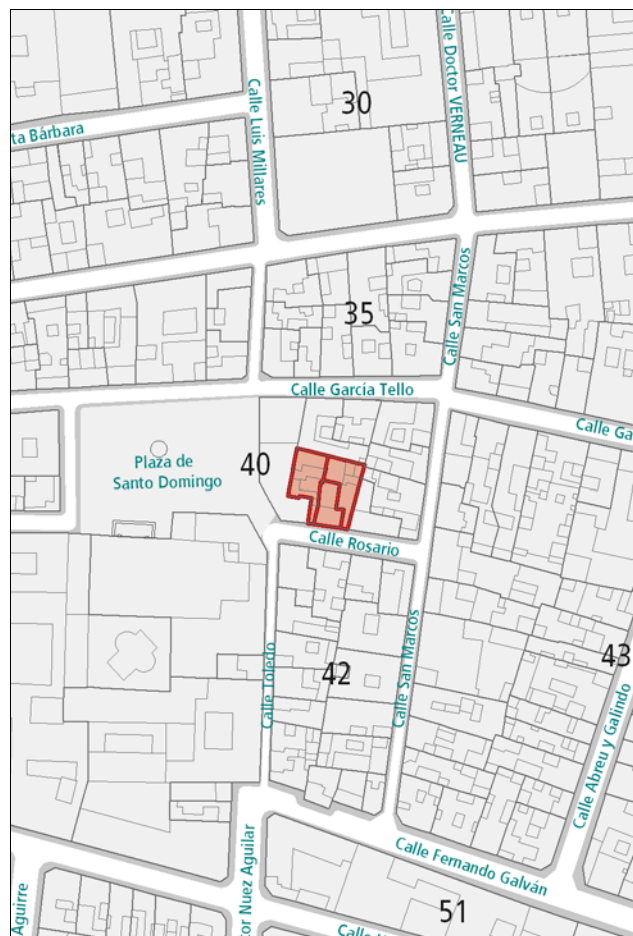 Calle Doctor VERNEAU
Calle Luis Millares
30
ta Bárbara
Calle San Marcos
35
Calle García Tello
Calle Ga
Plaza de
Santo Domingo
40
Calle Rosario
Calle Toledo
42
Calle San Marcos
43
Calle Abreu y Galindo
Calle Fernando Galván
tor Nuez Aguilar
Aguirre
51